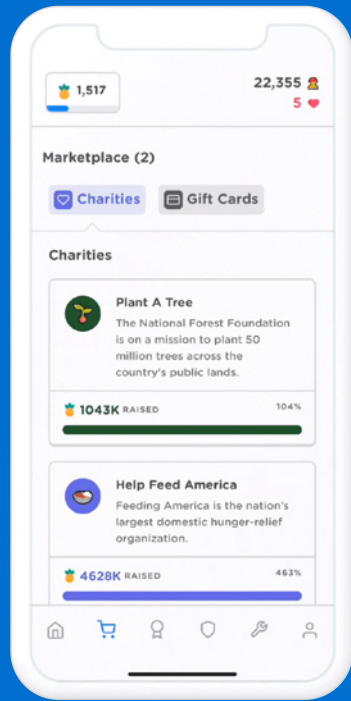 1,517
22,355
5
Marketplace (2)
Charities
Gift Cards
Charities
Plant A Tree
The National Forest Foundation
is on a mission to plant 50
million trees across the
country's public lands.
1043K RAISED
104%
Help Feed America
Feeding America is the nation's
largest domestic hunger-relief
organization.
4628K RAISED
463%